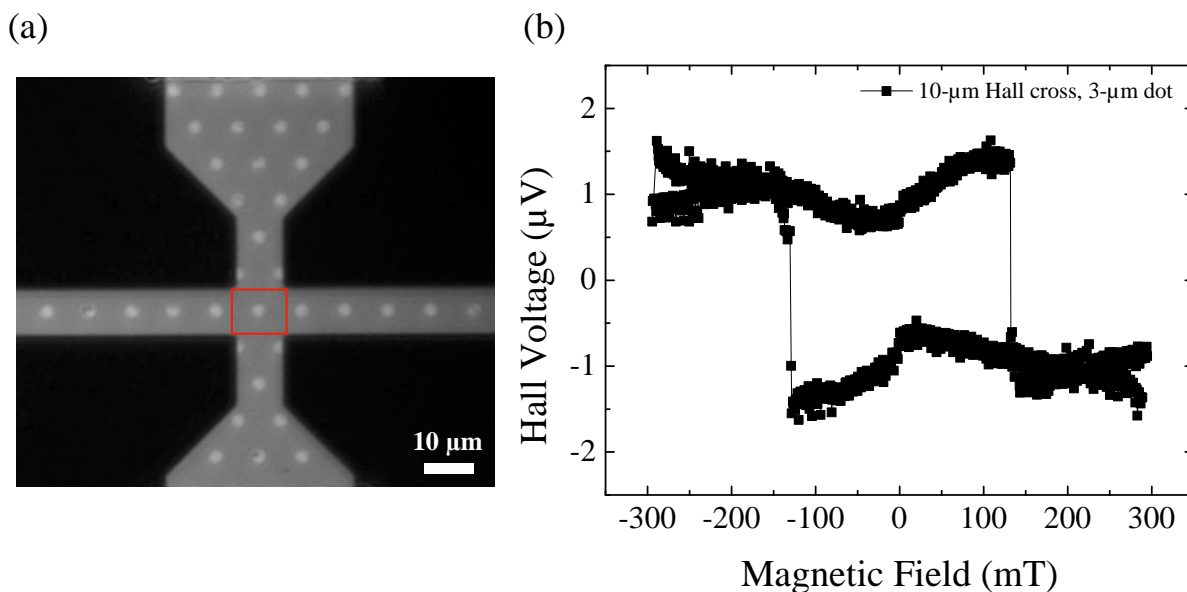 (a)
(b)
10 µm
10-µm Hall cross, 3-µm dot
Hall Voltage (µV)
2
1
0
-1
-2
-300 -200 -100 0 100 200 300
Magnetic Field (mT)